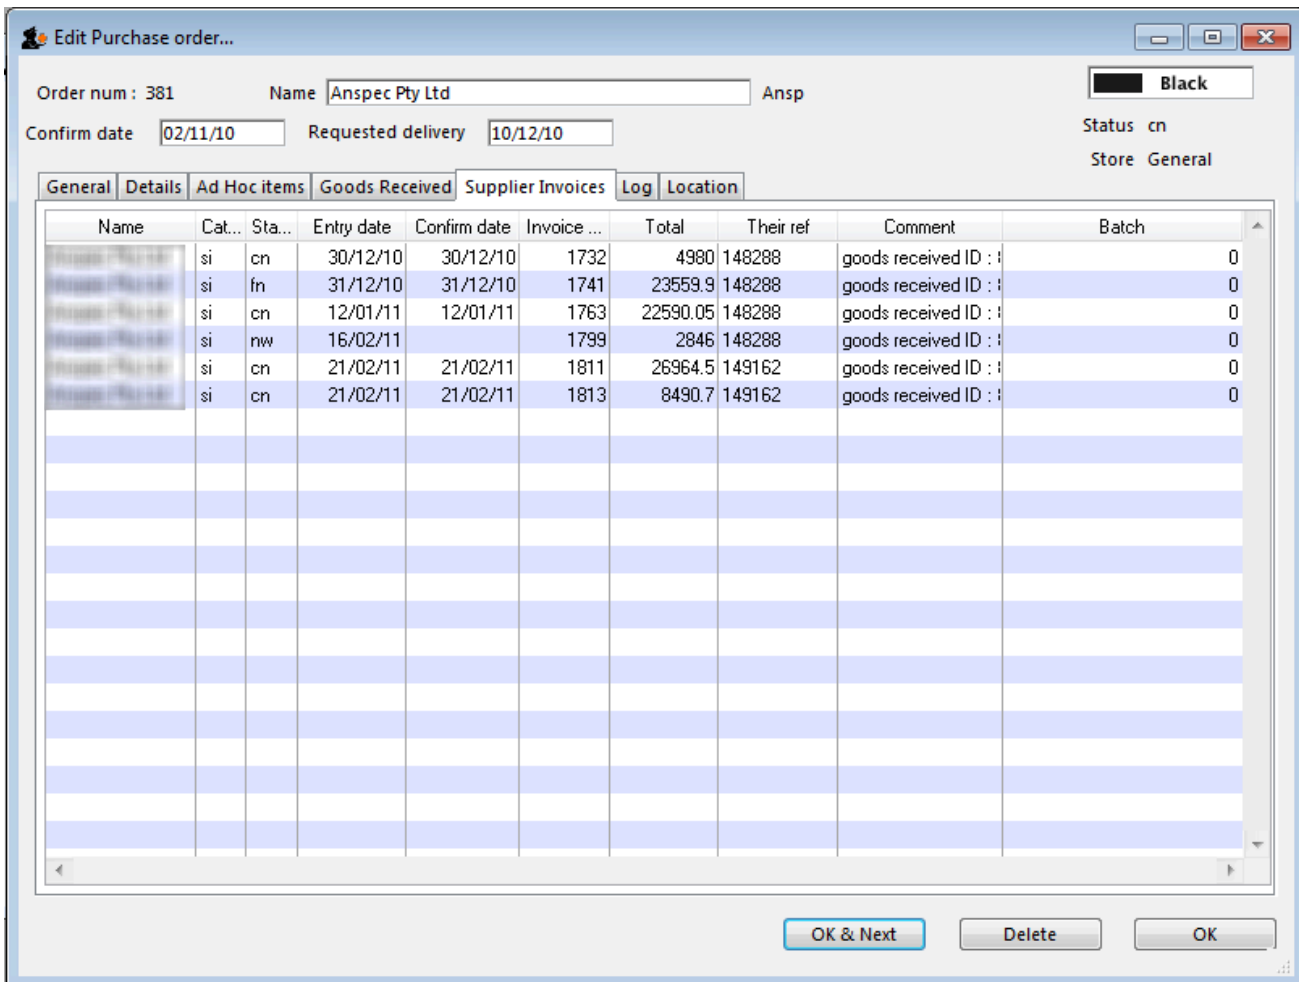 Edit Purchase order...
Order num : 381 Name Anspec Pty Ltd Ansp Black
Confirm date 02/11/10 Requested delivery 10/12/10 Status cn
Store General
General Details Ad Hoc items Goods Received Supplier Invoices Log Location
Name Cat... Sta... Entry date Confirm date Invoice ... Total Their ref Comment Batch
si cn 30/12/10 30/12/10 1732 4980 148288 goods received ID : 0
si fn 31/12/10 31/12/10 1741 23559.9 148288 goods received ID : 0
si cn 12/01/11 12/01/11 1763 22590.05 148288 goods received ID : 0
si nw 16/02/11 1799 2846 148288 goods received ID : 0
si cn 21/02/11 21/02/11 1811 26964.5 149162 goods received ID : 0
si cn 21/02/11 21/02/11 1813 8490.7 149162 goods received ID : 0
OK & Next Delete OK